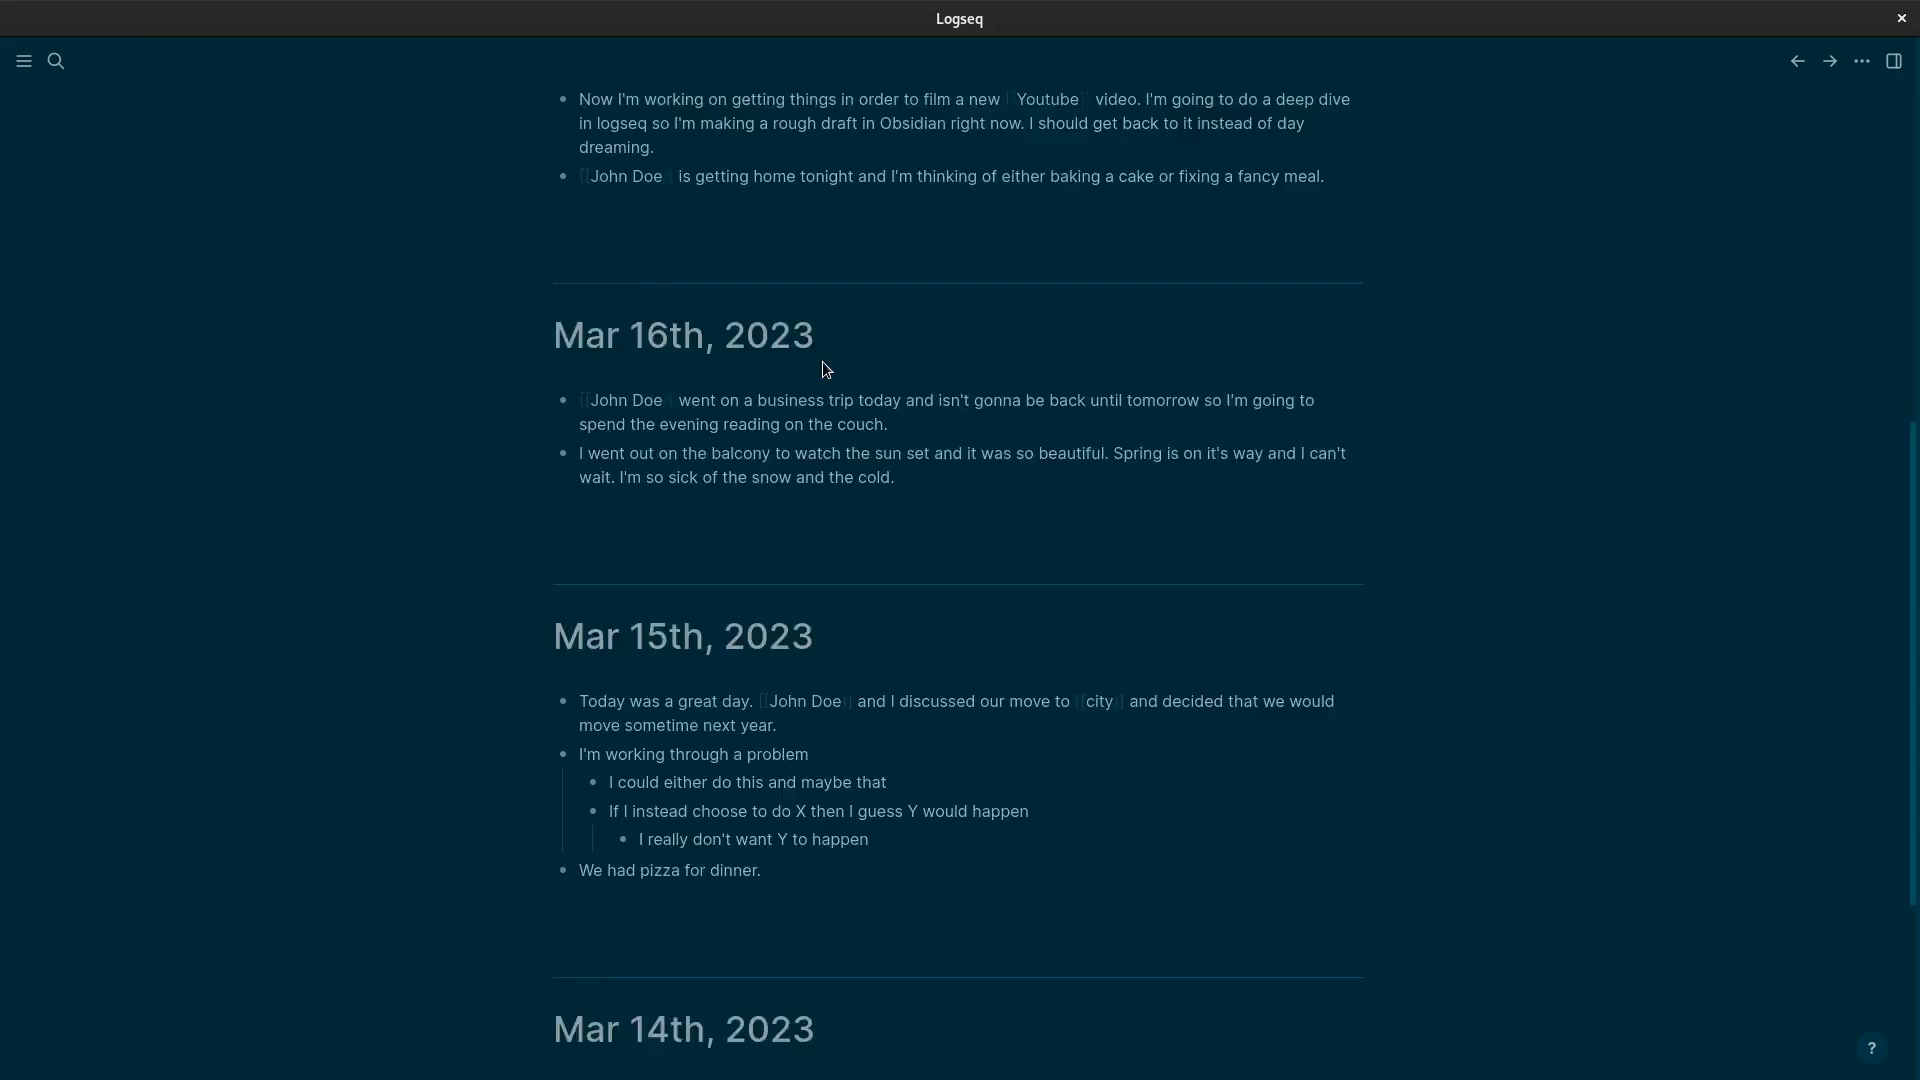 Logseq
Now I'm working on getting things in order to film a new [[Youtube]] video. I'm going to do a deep dive
in logseq so I'm making a rough draft in Obsidian right now. I should get back to it instead of day
dreaming.
[[John Doe]] is getting home tonight and I'm thinking of either baking a cake or fixing a fancy meal.
Mar 16th, 2023
[[John Doe]] went on a business trip today and isn't gonna be back until tomorrow so I'm going to
spend the evening reading on the couch.
I went out on the balcony to watch the sun set and it was so beautiful. Spring is on it's way and I can't
wait. I'm so sick of the snow and the cold.
Mar 15th, 2023
Today was a great day. [[John Doe]] and I discussed our move to [[city]] and decided that we would
move sometime next year.
I'm working through a problem
I could either do this and maybe that
If I instead choose to do X then I guess Y would happen
I really don't want Y to happen
We had pizza for dinner.
Mar 14th, 2023
?